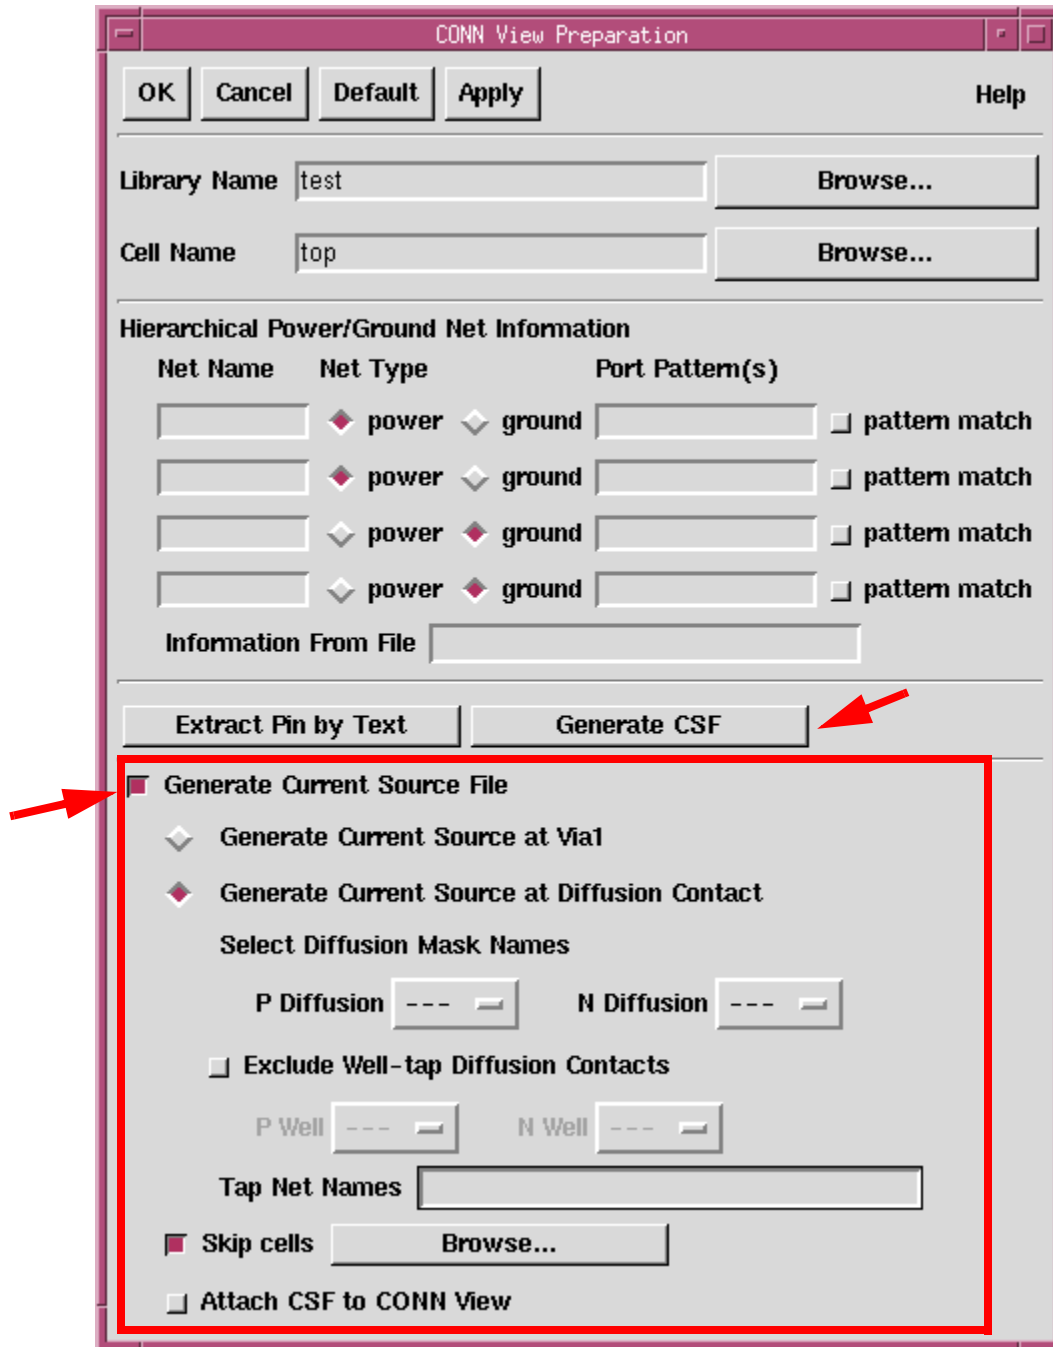 CONN View Preparation
OK Cancel Default Apply Help
Library Name test Browse...
Cell Name top Browse...
Hierarchical Power/Ground Net Information
Net Name Net Type Port Pattern(s)
power ground pattern match
power ground pattern match
power ground pattern match
power ground pattern match
Information From File
Extract Pin by Text Generate CSF
Generate Current Source File
Generate Current Source at Via1
Generate Current Source at Diffusion Contact
Select Diffusion Mask Names
P Diffusion --- N Diffusion ---
Exclude Well-tap Diffusion Contacts
P Well --- N Well ---
Tap Net Names
Skip cells Browse...
Attach CSF to CONN View